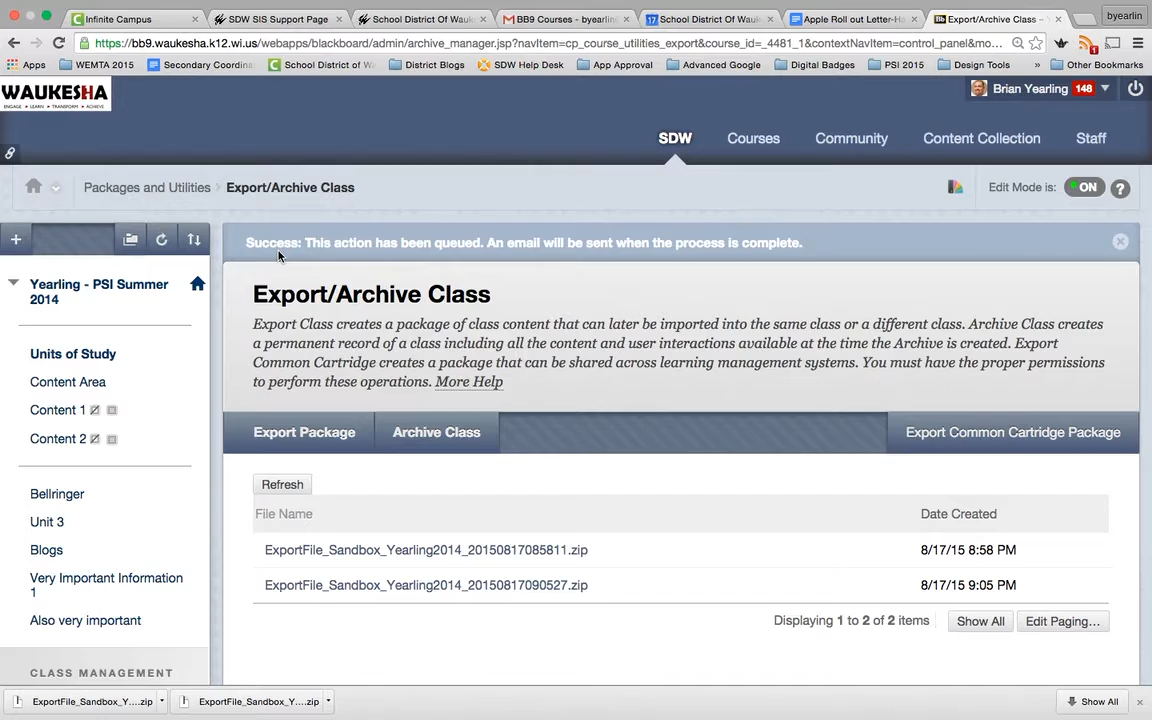 Infinite Campus
SDW SIS Support Page
School District Of Wauk
BB9 Courses - byearlin
17 School District Of Wauk
Apple Roll out Letter-Ha
Bb Export/Archive Class –
byearlin
https://bb9.waukesha.k12.wi.us/webapps/blackboard/admin/archive_manager.jsp?navItem=cp_course_utilities_export&course_id=_4481_1&contextNavItem=control_panel&mo...
Apps
WEMTA 2015
Secondary Coordin
School District of W
District Blogs
SDW Help Desk
App Approval
Advanced Google
Digital Badges
PSI 2015
Design Tools
»
Other Bookmarks
WAUKESHA
ENGAGE ▸ LEARN ▸ TRANSFORM ▸ ACHIEVE
Brian Yearling 148
SDW
Courses
Community
Content Collection
Staff
Packages and Utilities
Export/Archive Class
Edit Mode is: ON ?
Success: This action has been queued. An email will be sent when the process is complete.
Yearling - PSI Summer
2014
Units of Study
Content Area
Content 1
Content 2
Bellringer
Unit 3
Blogs
Very Important Information
1
Also very important
CLASS MANAGEMENT
Export/Archive Class
Export Class creates a package of class content that can later be imported into the same class or a different class. Archive Class creates
a permanent record of a class including all the content and user interactions available at the time the Archive is created. Export
Common Cartridge creates a package that can be shared across learning management systems. You must have the proper permissions
to perform these operations. More Help
Export Package
Archive Class
Export Common Cartridge Package
Refresh
File Name
Date Created
ExportFile_Sandbox_Yearling2014_20150817085811.zip
8/17/15 8:58 PM
ExportFile_Sandbox_Yearling2014_20150817090527.zip
8/17/15 9:05 PM
Displaying 1 to 2 of 2 items
Show All
Edit Paging...
ExportFile_Sandbox_Y....zip
ExportFile_Sandbox_Y....zip
Show All